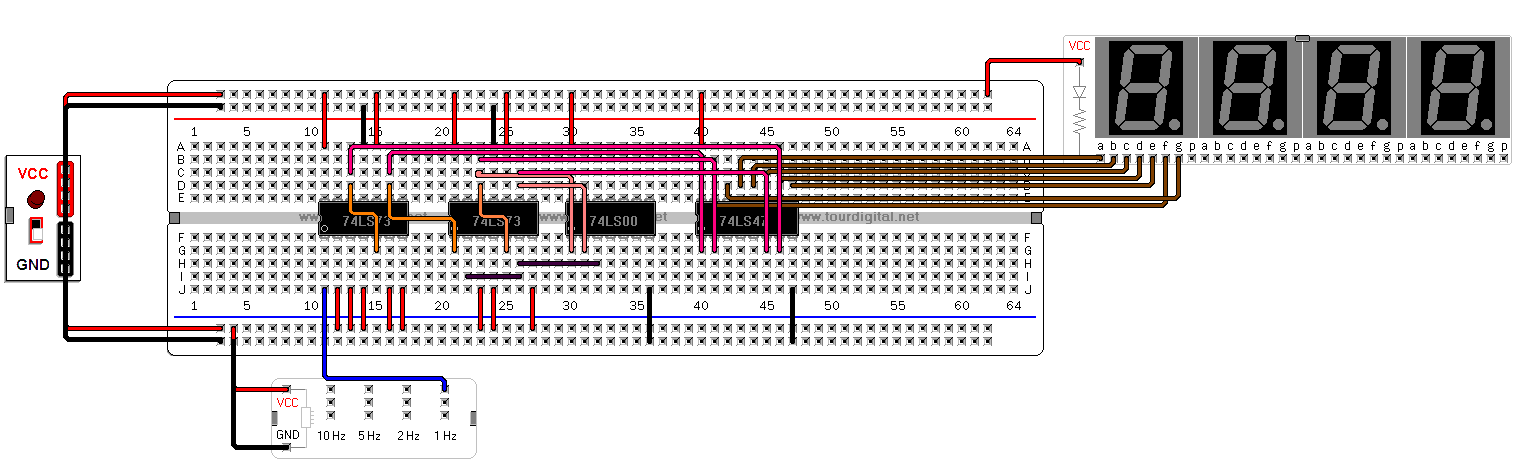 VCC
a b c d e f g p a b c d e f g p a b c d e f g p a b c d e f g p
1 5 10 15 20 25 30 35 40 45 50 55 60 64
A A
B
C
D
E
VCC
GND
74LS73 74LS73 74LS00 74LS47 www.tourdigital.net
F F
G G
H H
I I
J J
1 5 10 15 20 25 30 35 40 45 50 55 60 64
VCC
GND
10 Hz 5 Hz 2 Hz 1 Hz